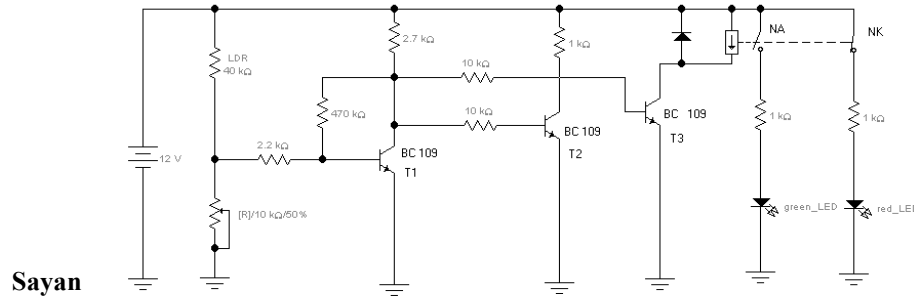 NA
NK
2.7 kΩ
1 kΩ
LDR
40 kΩ
10 kΩ
470 kΩ
10 kΩ
BC 109
T3
1 kΩ
1 kΩ
BC 109
T2
2.2 kΩ
BC 109
T1
12 V
[R]/10 kΩ/50%
green_LED
red_LE
Sayan